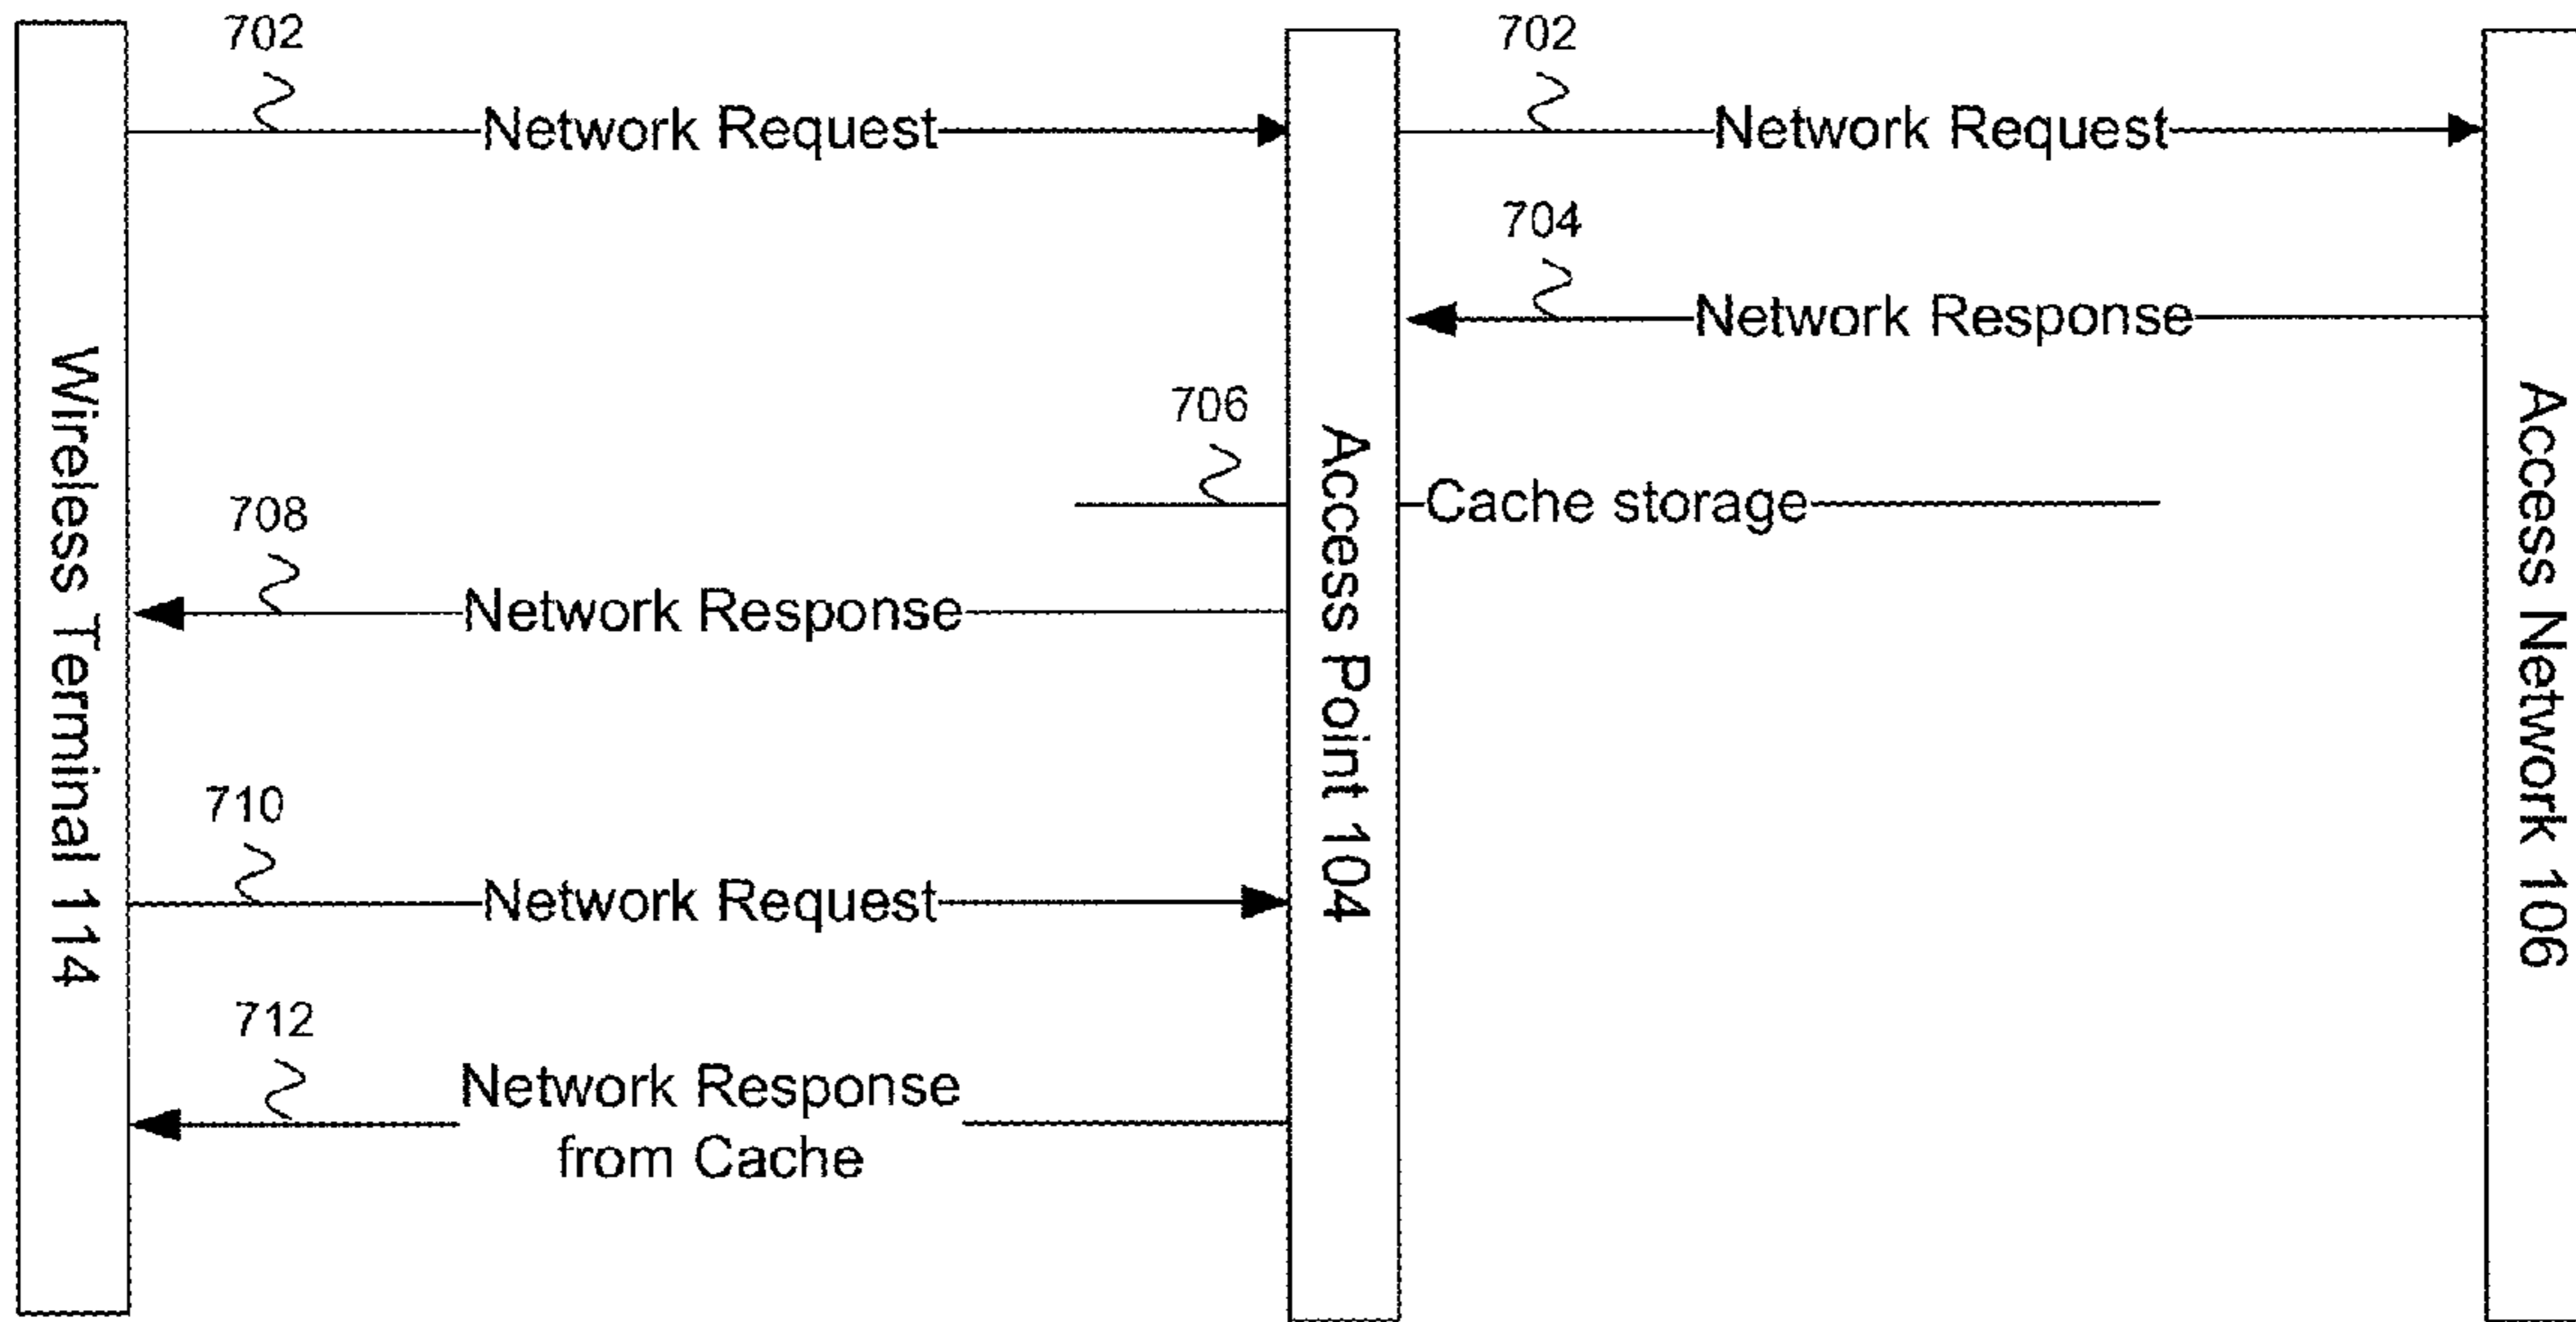 702
702
Network Request
Network Request
704
Network Response
706
Cache storage
708
Network Response
710
Network Request
712
Network Response
from Cache
Wireless Terminal 114
Access Point 104
Access Network 106